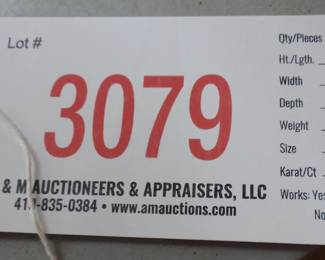 Lot #
3079
& M AUCTIONEERS & APPRAISERS, LLC
419-835-0384 • www.amauctions.com
Qty/Pieces
Ht./Lgth.
Width
Depth
Weight
Size
Karat/Ct
Works: Yes
No